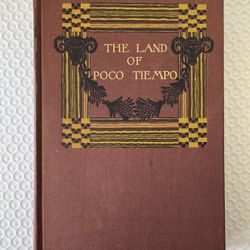 THE LAND
OF
POCO TIEMPO